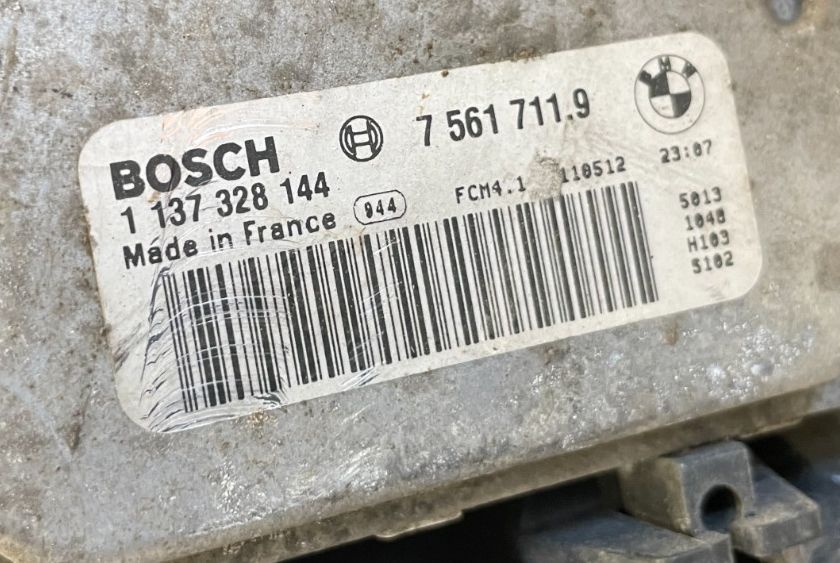 BOSCH 7 561 711.9 BMW
1 137 328 144 FCM4.1 110512 23:07
Made in France 944 5013
1048
H103
5102